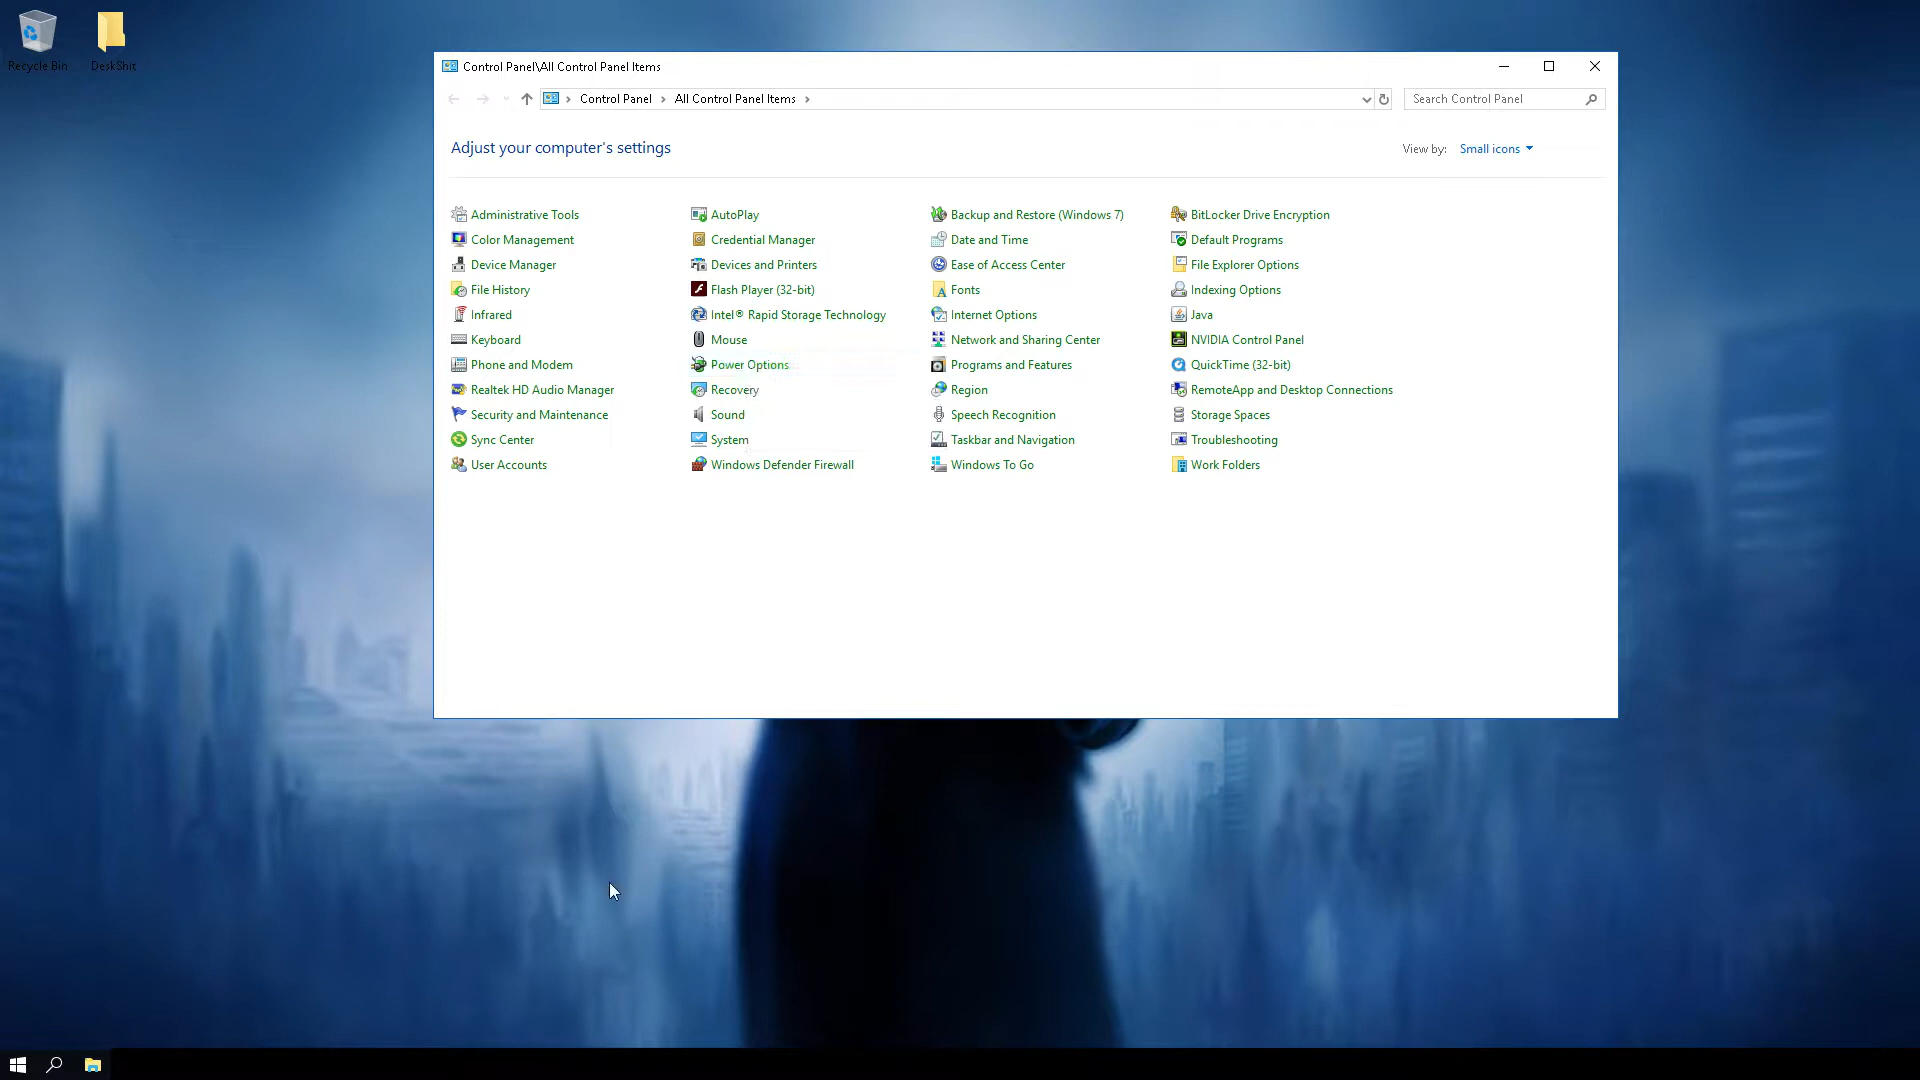 Recycle Bin
DeskShit
Control Panel\All Control Panel Items
Control Panel
All Control Panel Items
Search Control Panel
Adjust your computer's settings
View by: Small icons
Administrative Tools
AutoPlay
Backup and Restore (Windows 7)
BitLocker Drive Encryption
Color Management
Credential Manager
Date and Time
Default Programs
Device Manager
Devices and Printers
Ease of Access Center
File Explorer Options
File History
Flash Player (32-bit)
Fonts
Indexing Options
Infrared
Intel® Rapid Storage Technology
Internet Options
Java
Keyboard
Mouse
Network and Sharing Center
NVIDIA Control Panel
Phone and Modem
Power Options
Programs and Features
QuickTime (32-bit)
Realtek HD Audio Manager
Recovery
Region
RemoteApp and Desktop Connections
Security and Maintenance
Sound
Speech Recognition
Storage Spaces
Sync Center
System
Taskbar and Navigation
Troubleshooting
User Accounts
Windows Defender Firewall
Windows To Go
Work Folders